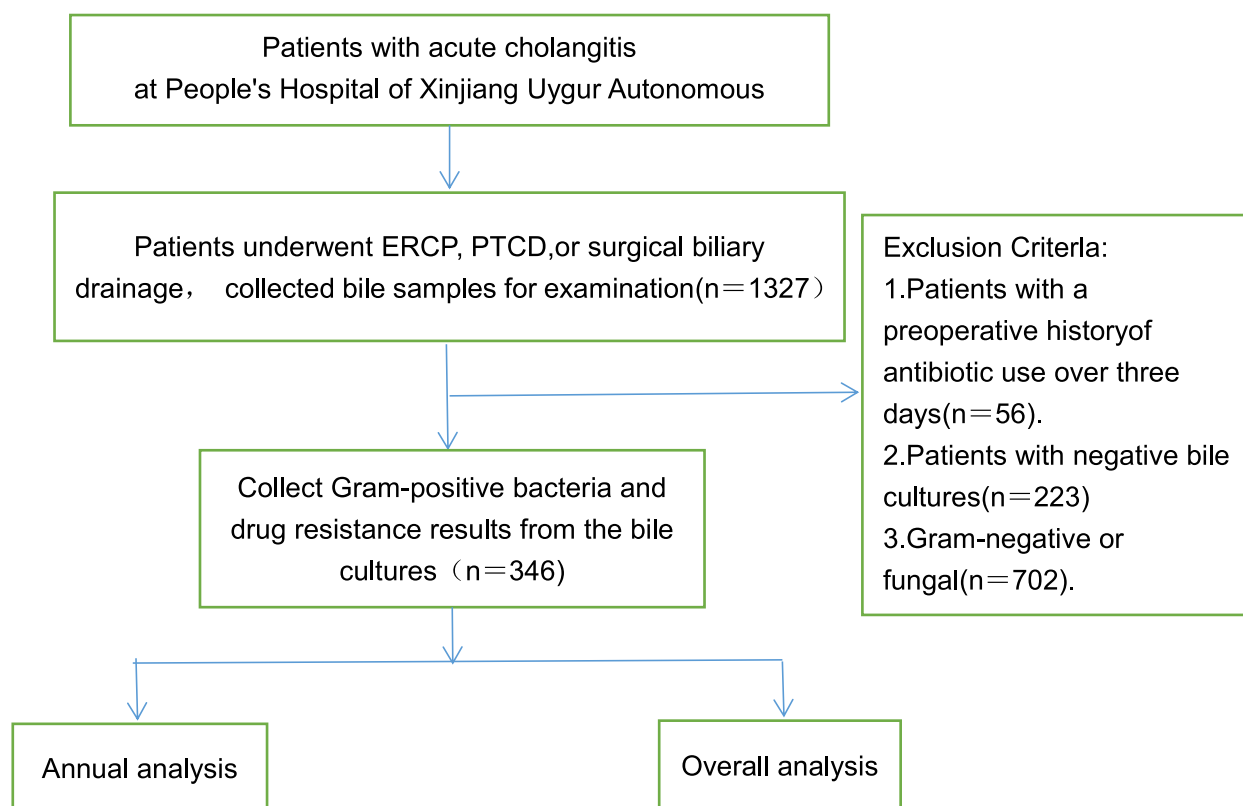 Patients with acute cholangitis
at People's Hospital of Xinjiang Uygur Autonomous
Patients underwent ERCP, PTCD,or surgical biliary
drainage， collected bile samples for examination(n＝1327）
Exclusion Criterla:
1.Patients with a
preoperative historyof
antibiotic use over three
days(n＝56).
2.Patients with negative bile
cultures(n＝223)
3.Gram-negative or
fungal(n＝702).
Collect Gram-positive bacteria and
drug resistance results from the bile
cultures（n＝346)
Annual analysis
Overall analysis